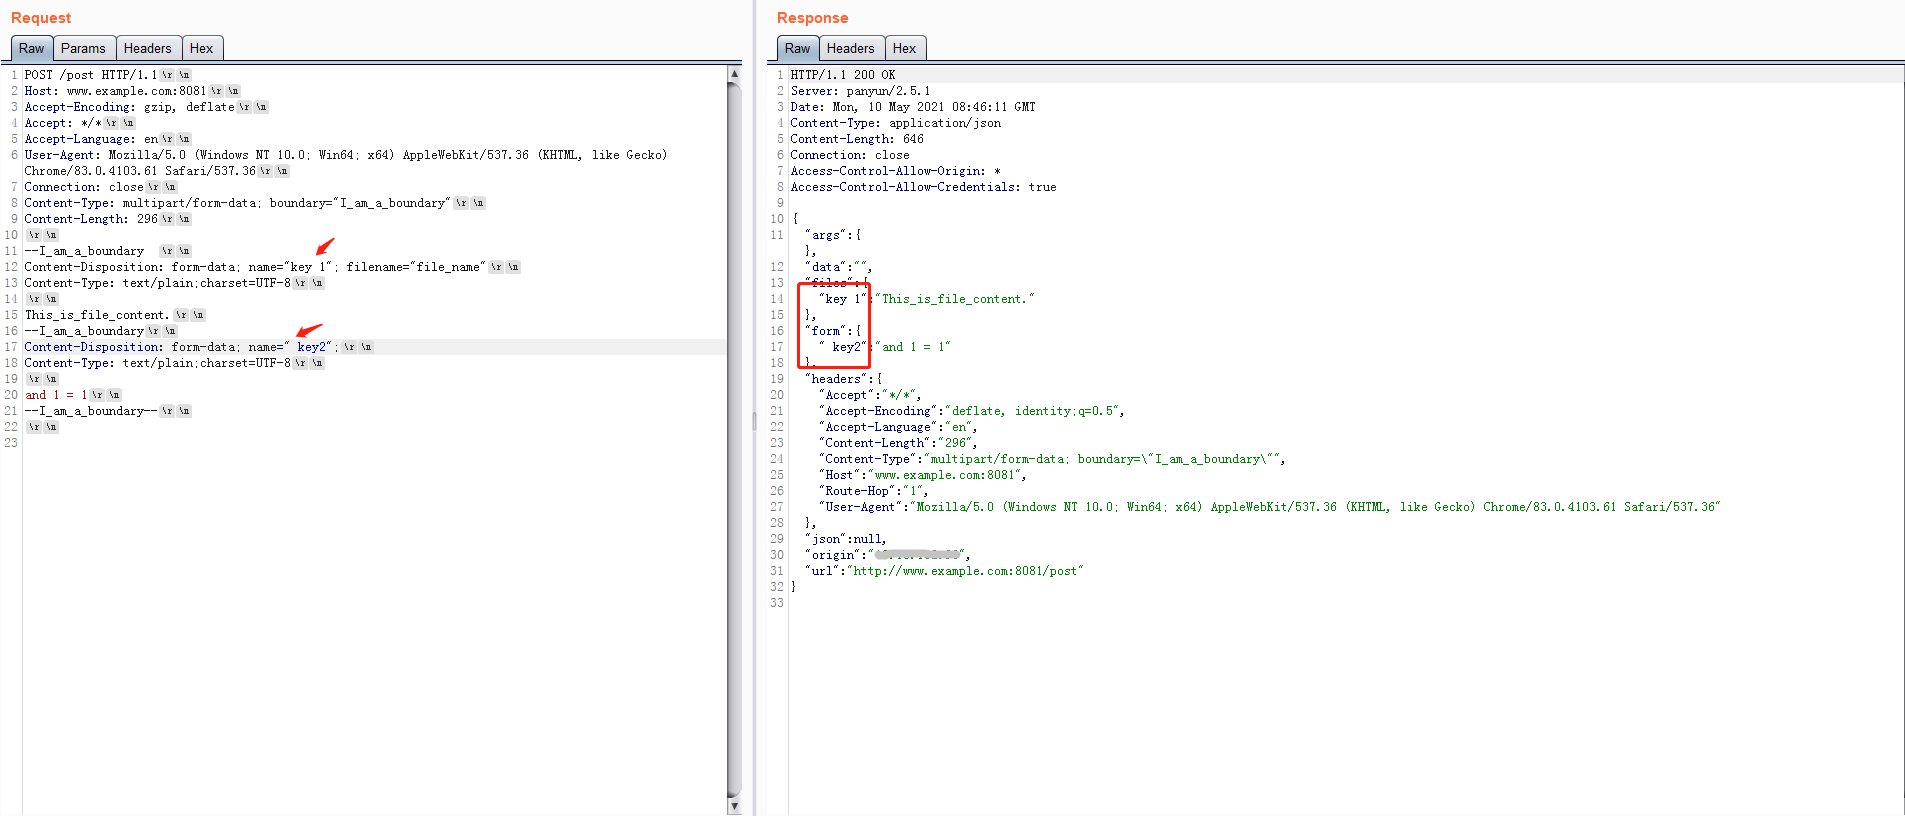 Request
Raw Params Headers Hex
1 POST /post HTTP/1.1 \r \n
2 Host: www.example.com:8081 \r \n
3 Accept-Encoding: gzip, deflate \r \n
4 Accept: */* \r \n
5 Accept-Language: en \r \n
6 User-Agent: Mozilla/5.0 (Windows NT 10.0; Win64; x64) AppleWebKit/537.36 (KHTML, like Gecko)
Chrome/83.0.4103.61 Safari/537.36 \r \n
7 Connection: close \r \n
8 Content-Type: multipart/form-data; boundary="I_am_a_boundary" \r \n
9 Content-Length: 296 \r \n
10 \r \n
11 --I_am_a_boundary  \r \n
12 Content-Disposition: form-data; name="key 1"; filename="file_name" \r \n
13 Content-Type: text/plain;charset=UTF-8 \r \n
14 \r \n
15 This_is_file_content. \r \n
16 --I_am_a_boundary \r \n
17 Content-Disposition: form-data; name=" key2"; \r \n
18 Content-Type: text/plain;charset=UTF-8 \r \n
19 \r \n
20 and 1 = 1 \r \n
21 --I_am_a_boundary-- \r \n
22 \r \n
23
Response
Raw Headers Hex
1 HTTP/1.1 200 OK
2 Server: panyun/2.5.1
3 Date: Mon, 10 May 2021 08:46:11 GMT
4 Content-Type: application/json
5 Content-Length: 646
6 Connection: close
7 Access-Control-Allow-Origin: *
8 Access-Control-Allow-Credentials: true
9
10 {
11 "args":{
},
12 "data":"",
13 "files":{
14 "key 1":"This_is_file_content."
15 },
16 "form":{
17 " key2":"and 1 = 1"
18 },
19 "headers":{
20 "Accept":"*/*",
21 "Accept-Encoding":"deflate, identity;q=0.5",
22 "Accept-Language":"en",
23 "Content-Length":"296",
24 "Content-Type":"multipart/form-data; boundary=\"I_am_a_boundary\"",
25 "Host":"www.example.com:8081",
26 "Route-Hop":"1",
27 "User-Agent":"Mozilla/5.0 (Windows NT 10.0; Win64; x64) AppleWebKit/537.36 (KHTML, like Gecko) Chrome/83.0.4103.61 Safari/537.36"
28 },
29 "json":null,
30 "origin":"",
31 "url":"http://www.example.com:8081/post"
32 }
33